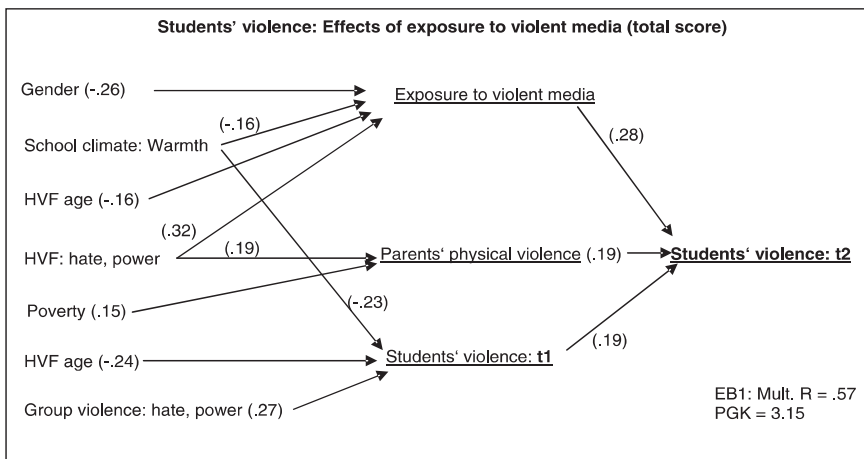 Students‘ violence: Effects of exposure to violent media (total score)
Gender (-.26)
Exposure to violent media
(-.16)
School climate: Warmth
(.28)
HVF age (-.16)
(.32)
HVF: hate, power
(.19)
Parents‘ physical violence (.19)
Students‘ violence: t2
Poverty (.15)
(-.23)
HVF age (-.24)
Students‘ violence: t1
(.19)
Group violence: hate, power (.27)
EB1: Mult. R = .57
PGK = 3.15